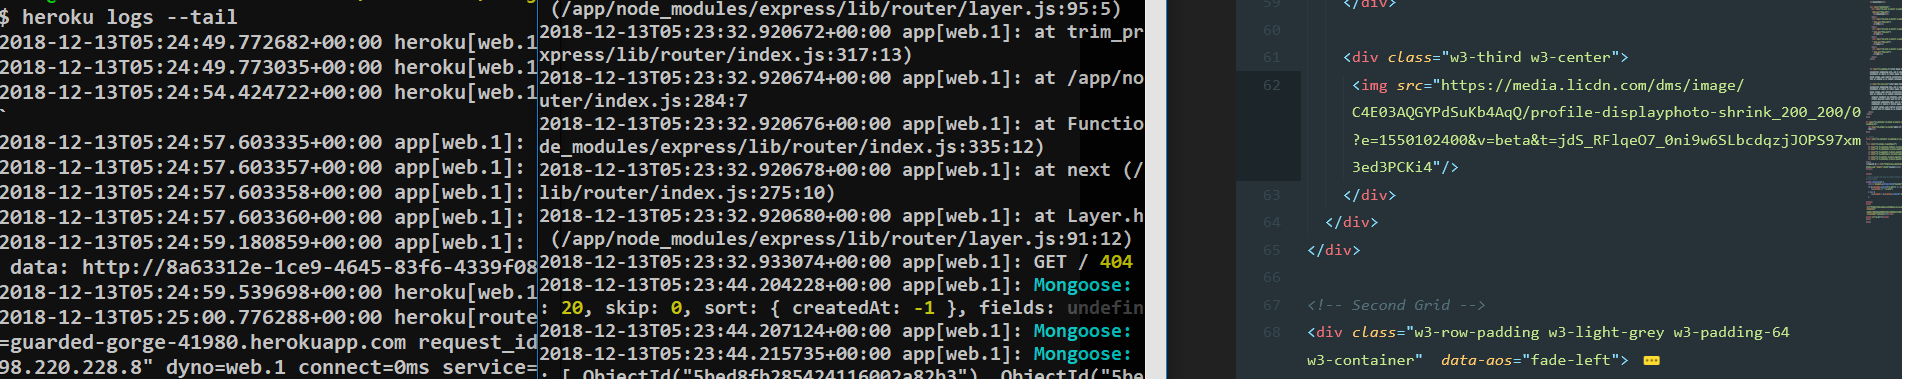 $ heroku logs --tail
2018-12-13T05:24:49.772682+00:00 heroku[web.1
2018-12-13T05:24:49.773035+00:00 heroku[web.1
2018-12-13T05:24:54.424722+00:00 heroku[web.1
`
2018-12-13T05:24:57.603335+00:00 app[web.1]:
2018-12-13T05:24:57.603357+00:00 app[web.1]:
2018-12-13T05:24:57.603358+00:00 app[web.1]:
2018-12-13T05:24:57.603360+00:00 app[web.1]:
2018-12-13T05:24:59.180859+00:00 app[web.1]:
data: http://8a63312e-1ce9-4645-83f6-4339f08
2018-12-13T05:24:59.539698+00:00 heroku[web.1
2018-12-13T05:25:00.776288+00:00 heroku[route
=guarded-gorge-41980.herokuapp.com request_id
98.220.228.8" dyno=web.1 connect=0ms service=
(/app/node_modules/express/lib/router/layer.js:95:5)
2018-12-13T05:23:32.920672+00:00 app[web.1]: at trim_pr
xpress/lib/router/index.js:317:13)
2018-12-13T05:23:32.920674+00:00 app[web.1]: at /app/no
uter/index.js:284:7
2018-12-13T05:23:32.920676+00:00 app[web.1]: at Functio
de_modules/express/lib/router/index.js:335:12)
2018-12-13T05:23:32.920678+00:00 app[web.1]: at next (/
lib/router/index.js:275:10)
2018-12-13T05:23:32.920680+00:00 app[web.1]: at Layer.h
(/app/node_modules/express/lib/router/layer.js:91:12)
2018-12-13T05:23:32.933074+00:00 app[web.1]: GET / 404
2018-12-13T05:23:44.204228+00:00 app[web.1]: Mongoose:
: 20, skip: 0, sort: { createdAt: -1 }, fields: undefin
2018-12-13T05:23:44.207124+00:00 app[web.1]: Mongoose:
2018-12-13T05:23:44.215735+00:00 app[web.1]: Mongoose:
: [ ObjectId("5bed8fb285424116002a82b3"), ObjectId("5be
59 </div>
60
61 <div class="w3-third w3-center">
62 <img src="https://media.licdn.com/dms/image/
C4E03AQGYPdSuKb4AqQ/profile-displayphoto-shrink_200_200/0
?e=1550102400&v=beta&t=jdS_RFlqeO7_0ni9w6SLbcdqzjJOPS97xm
3ed3PCKi4"/>
63 </div>
64 </div>
65 </div>
66
67 <!-- Second Grid -->
68 <div class="w3-row-padding w3-light-grey w3-padding-64
w3-container" data-aos="fade-left">